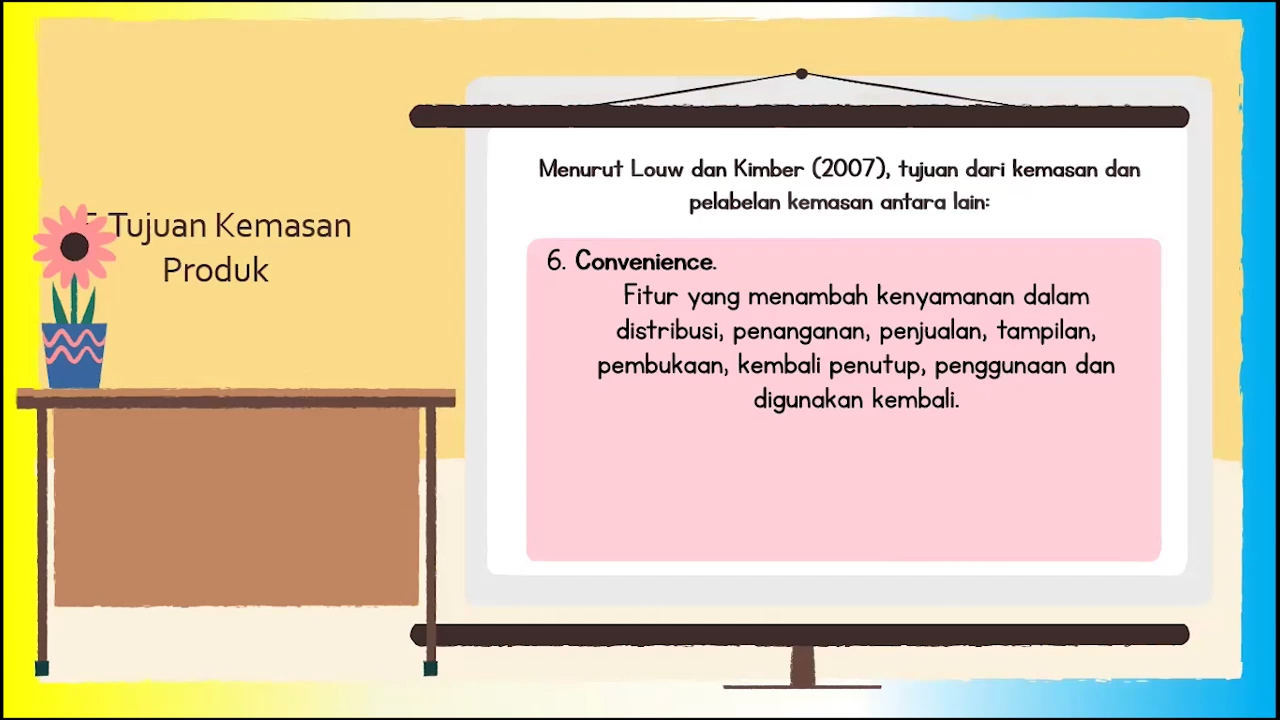 Tujuan Kemasan
Produk
Menurut Louw dan Kimber (2007), tujuan dari kemasan dan
pelabelan kemasan antara lain:
6. Convenience.
Fitur yang menambah kenyamanan dalam
distribusi, penanganan, penjualan, tampilan,
pembukaan, kembali penutup, penggunaan dan
digunakan kembali.